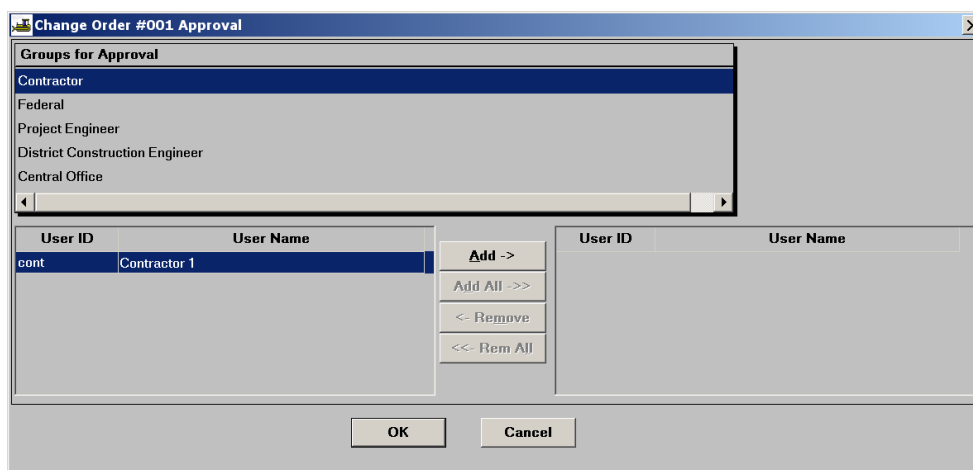 Change Order #001 Approval
Groups for Approval
Contractor
Federal
Project Engineer
District Construction Engineer
Central Office
User ID User Name
cont Contractor 1
Add ->
Add All ->>
<- Remove
<<- Rem All
User ID User Name
OK Cancel